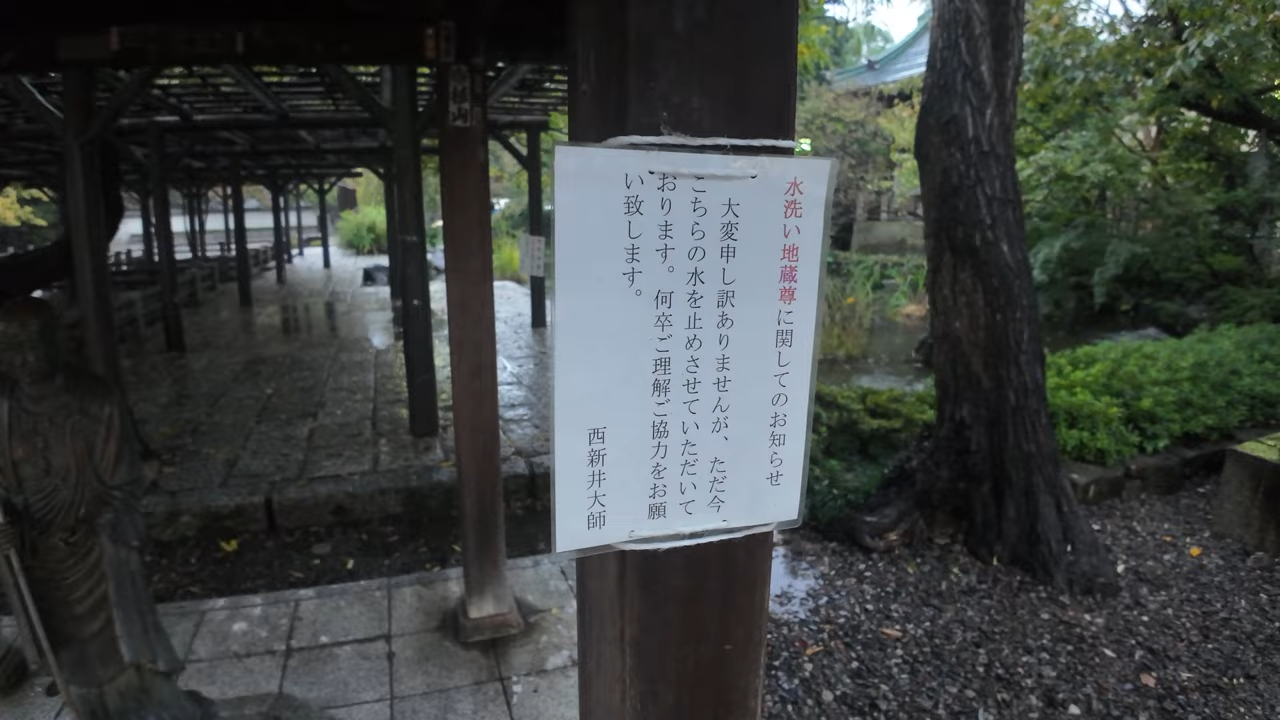 水洗い地蔵尊に関してのお知らせ
大変申し訳ありませんが、ただ今
こちらの水を止めさせていただいて
おります。何卒ご理解ご協力をお願
い致します。
西新井大師